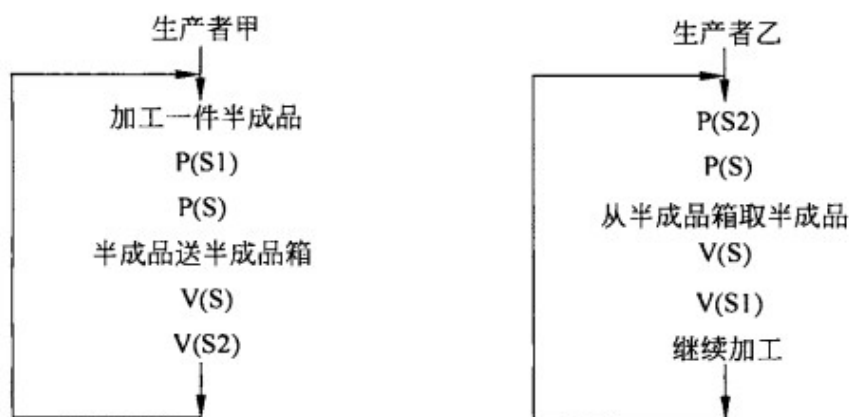 生产者甲
加工一件半成品
P(S1)
P(S)
半成品送半成品箱
V(S)
V(S2)
生产者乙
P(S2)
P(S)
从半成品箱取半成品
V(S)
V(S1)
继续加工